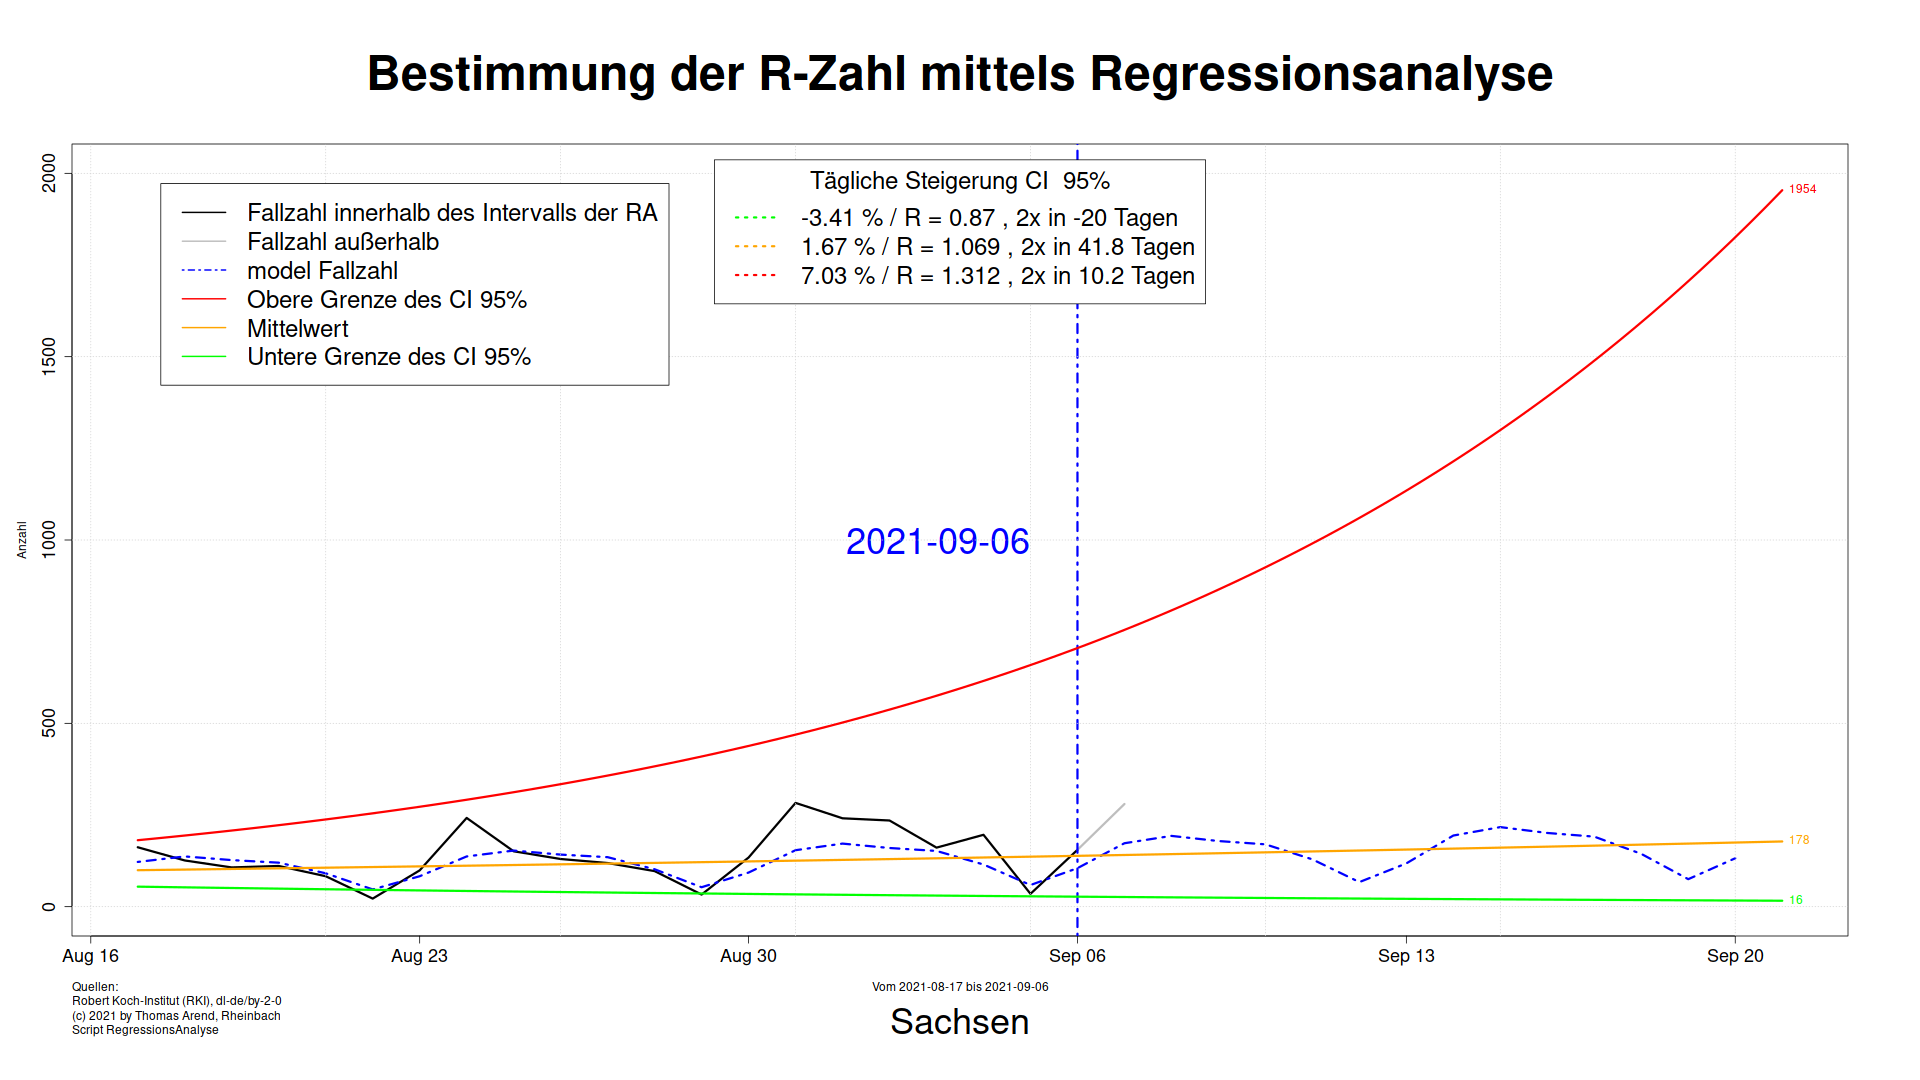 Bestimmung der R-Zahl mittels Regressionsanalyse
Fallzahl innerhalb des Intervalls der RA
Fallzahl außerhalb
model Fallzahl
Obere Grenze des CI 95%
Mittelwert
Untere Grenze des CI 95%
Tägliche Steigerung CI 95%
-3.41 % / R = 0.87 , 2x in -20 Tagen
1.67 % / R = 1.069 , 2x in 41.8 Tagen
7.03 % / R = 1.312 , 2x in 10.2 Tagen
1954
2021-09-06
178
16
Anzahl
2000
1500
1000
500
0
Aug 16
Aug 23
Aug 30
Sep 06
Sep 13
Sep 20
Quellen:
Robert Koch-Institut (RKI), dl-de/by-2-0
(c) 2021 by Thomas Arend, Rheinbach
Script RegressionsAnalyse
Vom 2021-08-17 bis 2021-09-06
Sachsen